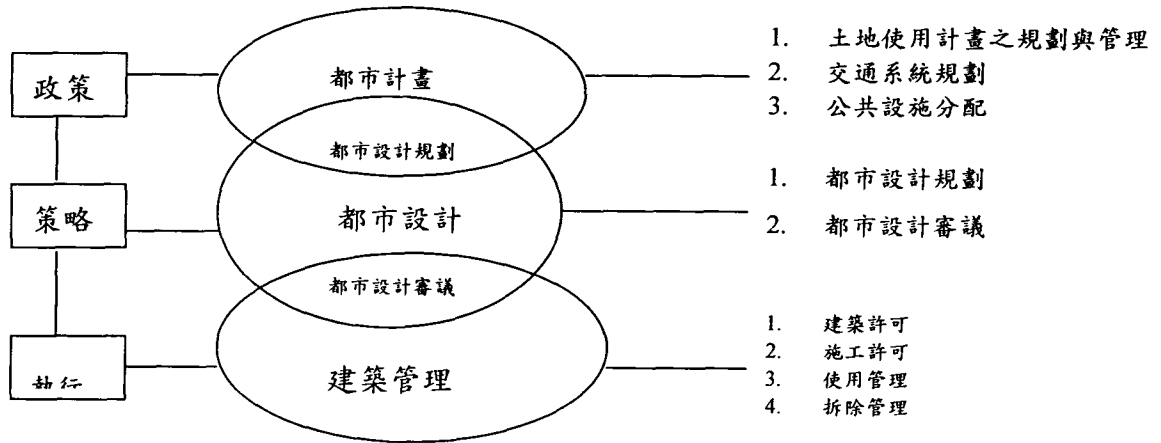 政策
都市計畫
1. 土地使用計畫之規劃與管理
2. 交通系統規劃
3. 公共設施分配
都市設計規劃
策略
都市設計
1. 都市設計規劃
2. 都市設計審議
都市設計審議
執行
建築管理
1. 建築許可
2. 施工許可
3. 使用管理
4. 拆除管理